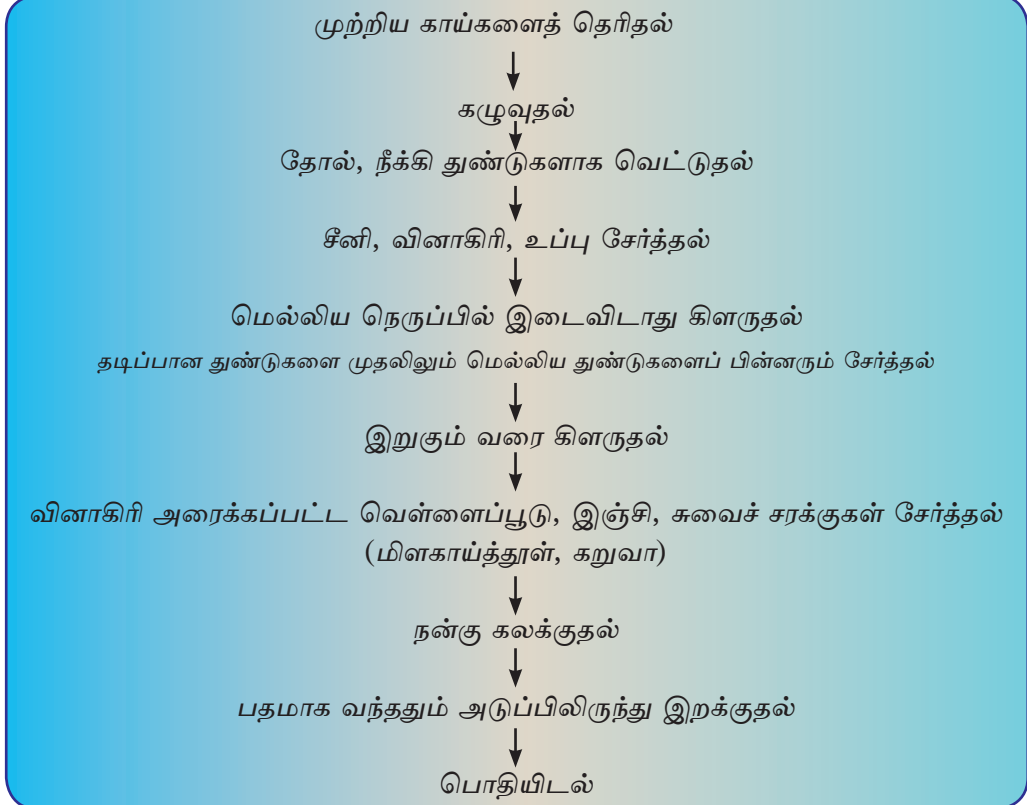 முற்றிய காய்களைத் தெரிதல்
கழுவுதல்
தோல், நீக்கி துண்டுகளாக வெட்டுதல்
சீனி, வினாகிரி, உப்பு சேர்த்தல்
மெல்லிய நெருப்பில் இடைவிடாது கிளருதல்
தடிப்பான துண்டுகளை முதலிலும் மெல்லிய துண்டுகளைப் பின்னரும் சேர்த்தல்
இறுகும் வரை கிளருதல்
வினாகிரி அரைக்கப்பட்ட வெள்ளைப்பூடு, இஞ்சி, சுவைச் சரக்குகள் சேர்த்தல்
(மிளகாய்த்தூள், கறுவா)
நன்கு கலக்குதல்
பதமாக வந்ததும் அடுப்பிலிருந்து இறக்குதல்
பொதியிடல்